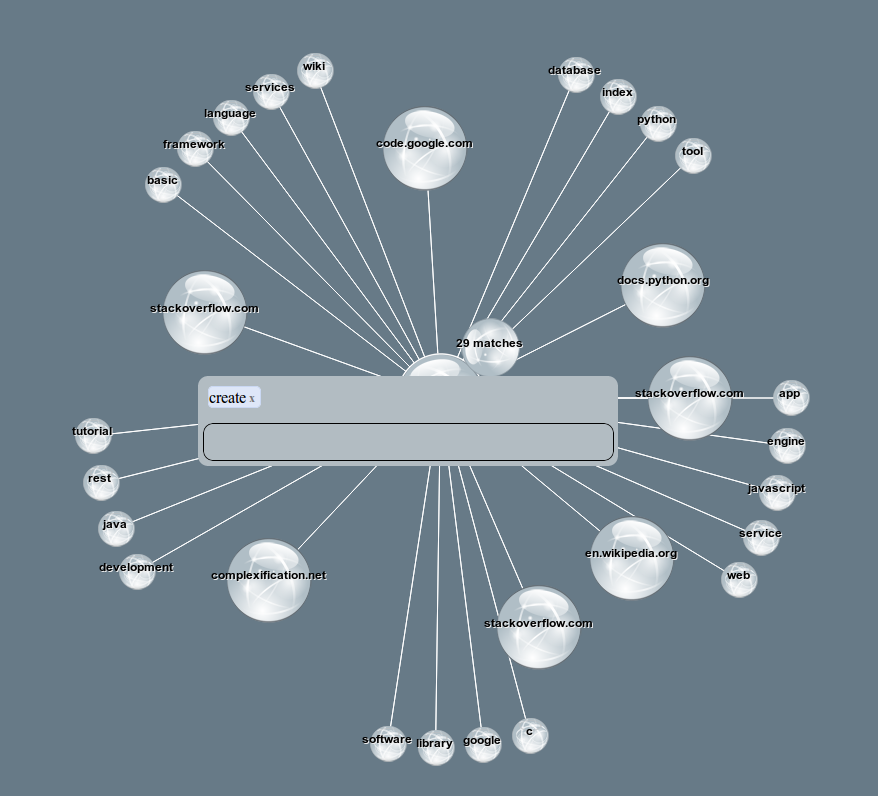 wiki
database
services
index
language
python
framework
code.google.com
tool
basic
docs.python.org
stackoverflow.com
29 matches
stackoverflow.com
app
create x
tutorial
engine
rest
javascript
java
service
en.wikipedia.org
development
complexification.net
web
stackoverflow.com
c
software
library
google